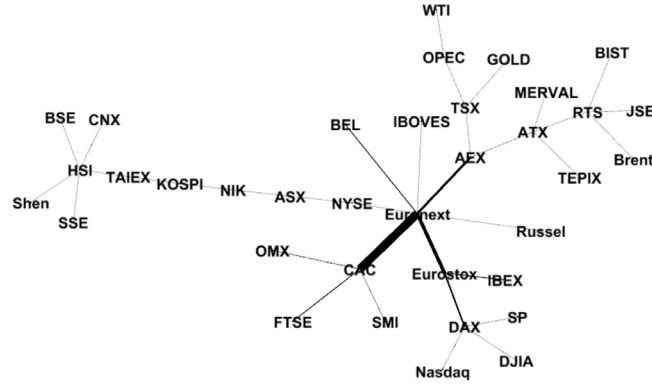 WTI
OPEC
GOLD
BIST
TSX
MERVAL
RTS
JSE
BSE
CNX
BEL
IBOVES
ATX
AEX
Brent
HSI
TAIEX
KOSPI
TEPIX
NIK
ASX
NYSE
Shen
SSE
Euronext
Russel
OMX
CAC
Eurostox
IBEX
FTSE
SMI
DAX
SP
DJIA
Nasdaq